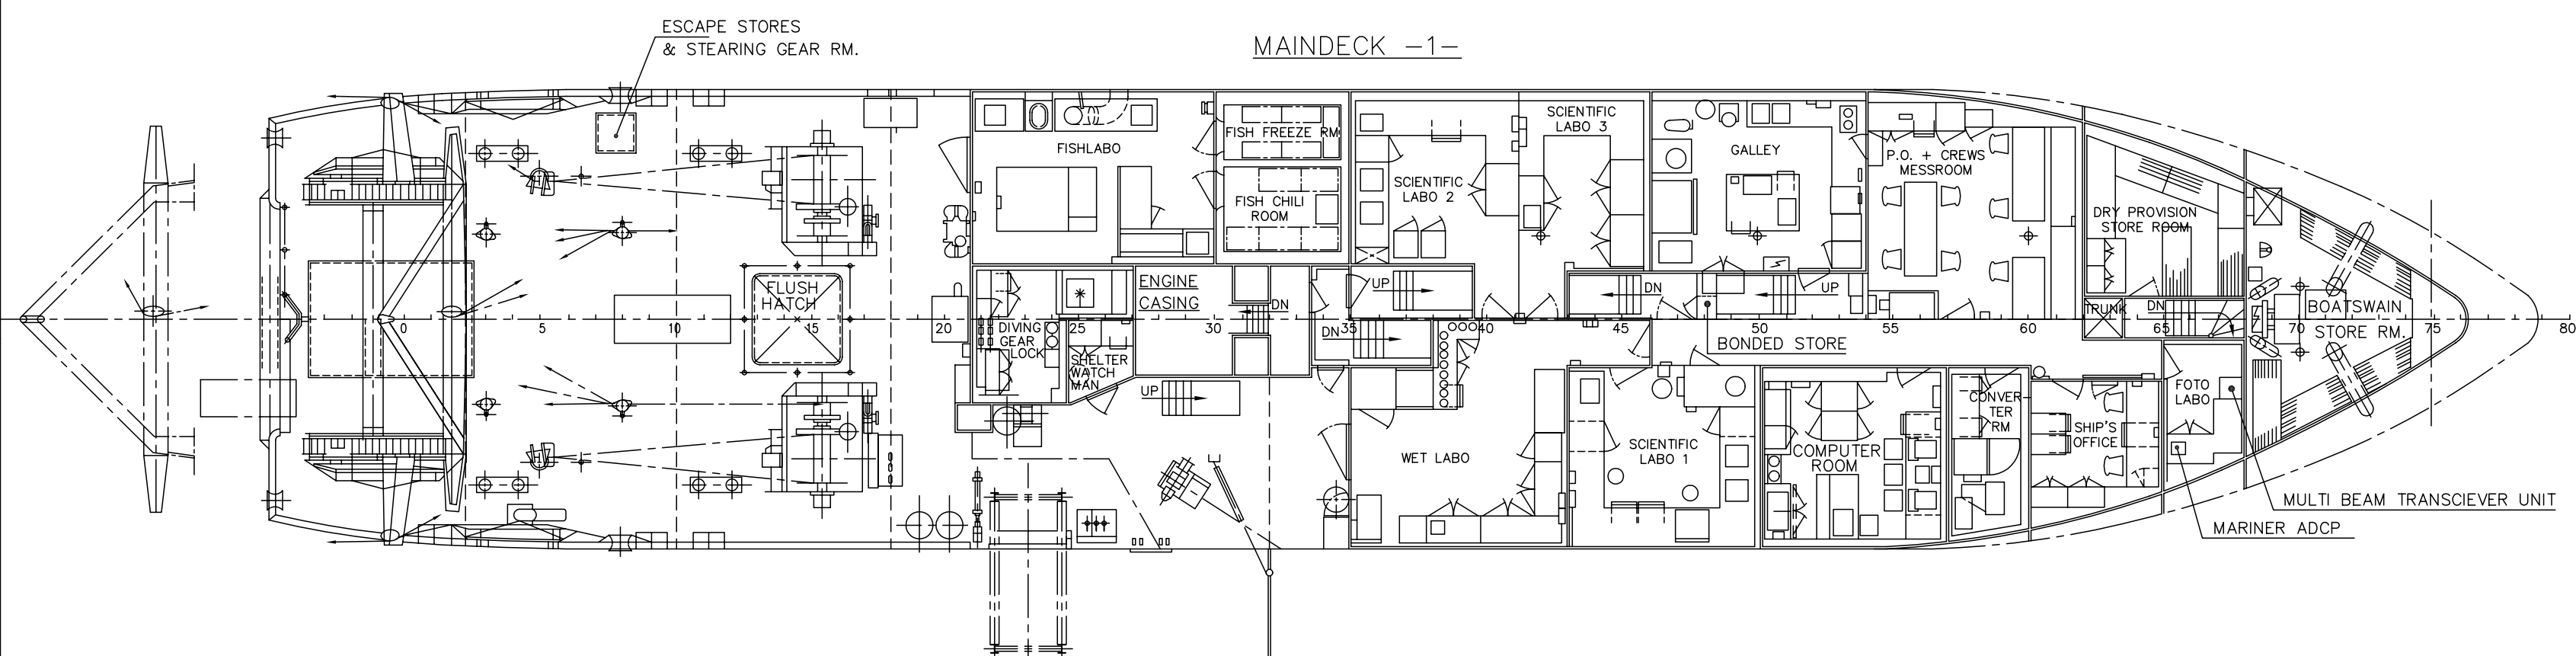 ESCAPE STORES
& STEARING GEAR RM.
MAINDECK -1-
FISHLABO
FISH FREEZE RM
FISH CHILI
ROOM
SCIENTIFIC
LABO 2
SCIENTIFIC
LABO 3
GALLEY
P.O. + CREWS
MESSROOM
DRY PROVISION
STORE ROOM
FLUSH
HATCH
ENGINE
CASING
DN
UP
DN
UP
DN
TRUNK
DN
BOATSWAIN
STORE RM.
0
5
10
15
20
25
30
35
40
45
50
55
60
65
70
75
80
DIVING
GEAR
LOCK
SHELTER
WATCH
MAN
UP
BONDED STORE
WET LABO
SCIENTIFIC
LABO 1
COMPUTER
ROOM
CONVER-
TER
RM
SHIP'S
OFFICE
FOTO
LABO
MULTI BEAM TRANSCIEVER UNIT
MARINER ADCP